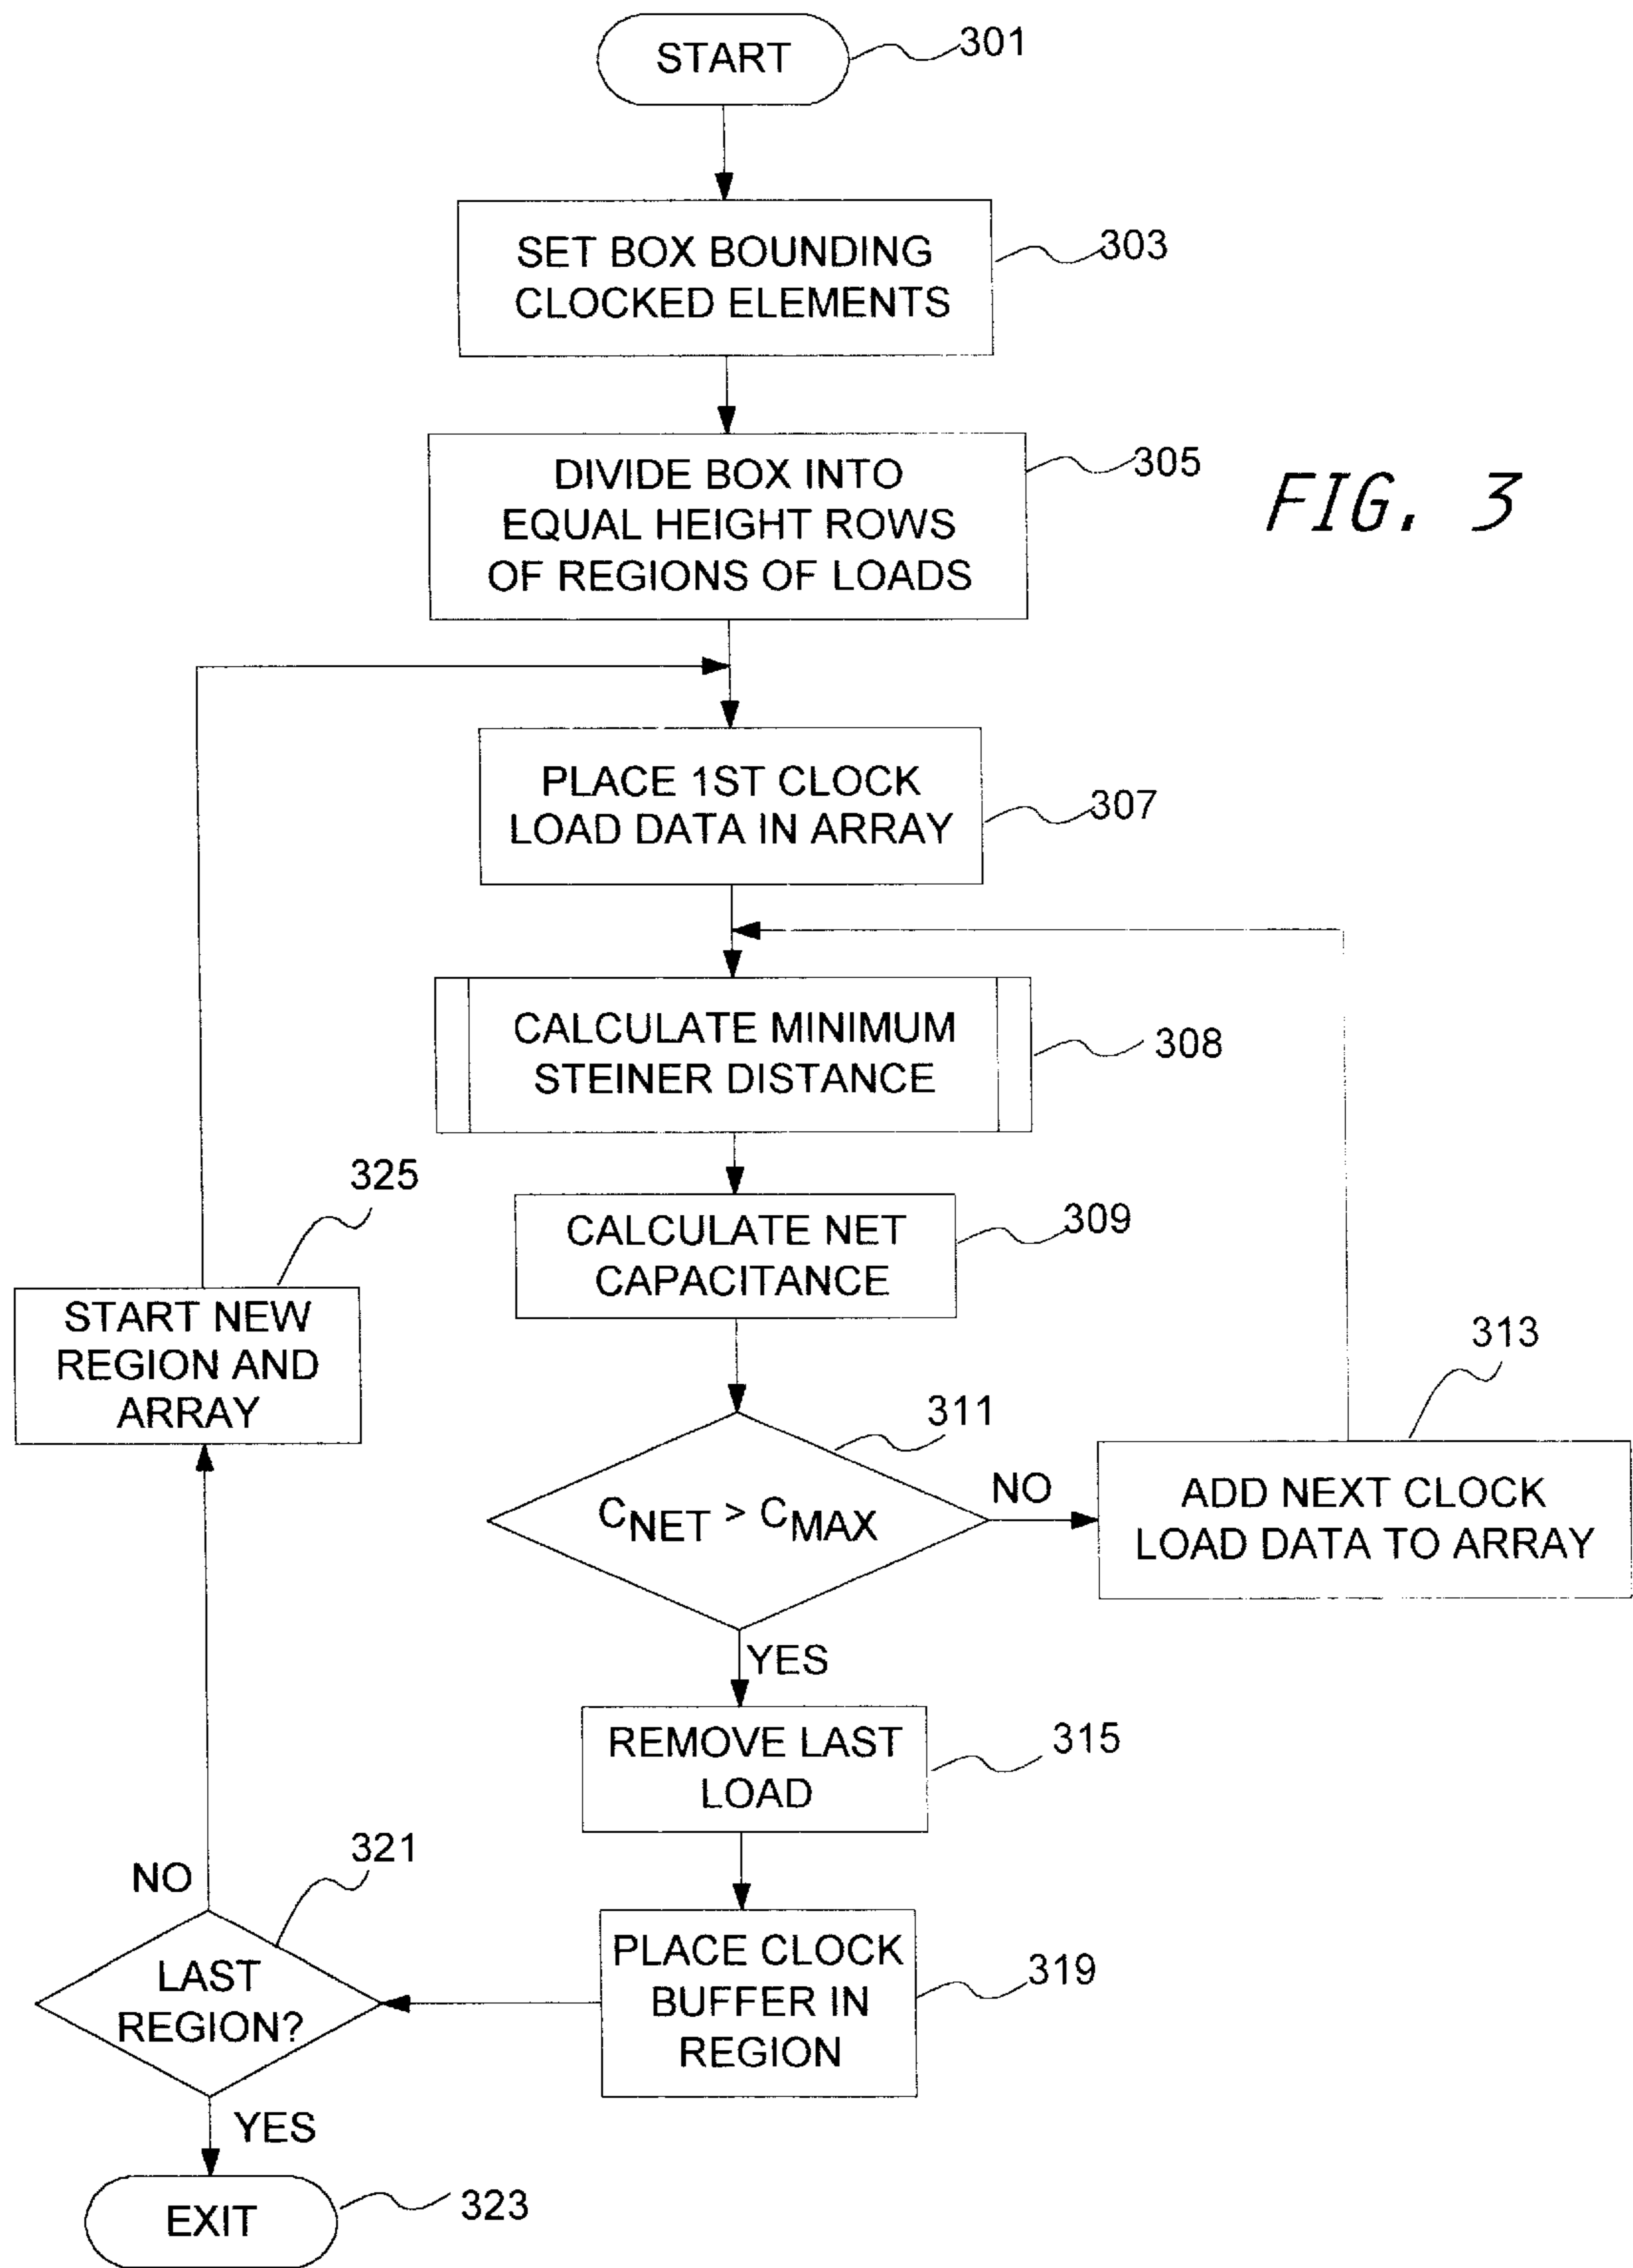 START
301
SET BOX BOUNDING
CLOCKED ELEMENTS
303
DIVIDE BOX INTO
EQUAL HEIGHT ROWS
OF REGIONS OF LOADS
305
FIG. 3
PLACE 1ST CLOCK
LOAD DATA IN ARRAY
307
CALCULATE MINIMUM
STEINER DISTANCE
308
CALCULATE NET
CAPACITANCE
309
325
START NEW
REGION AND
ARRAY
311
CNET > CMAX
NO
313
ADD NEXT CLOCK
LOAD DATA TO ARRAY
YES
REMOVE LAST
LOAD
315
PLACE CLOCK
BUFFER IN
REGION
319
321
NO
LAST
REGION?
YES
EXIT
323